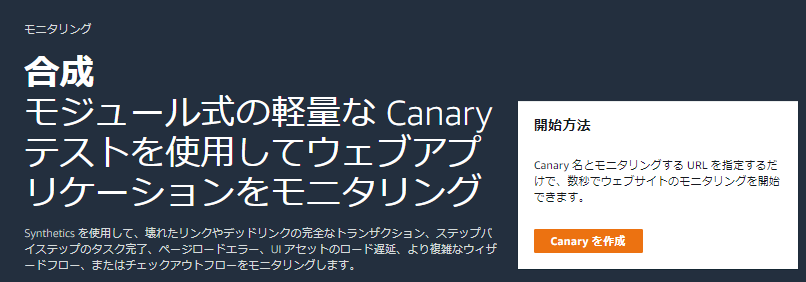 モニタリング
合成
モジュール式の軽量な Canary
テストを使用してウェブアプ
リケーションをモニタリング
Synthetics を使用して、壊れたリンクやデッドリンクの完全なトランザクション、ステップバ
イステップのタスク完了、ページロードエラー、UI アセットのロード遅延、より複雑なウィザ
ードフロー、またはチェックアウトフローをモニタリングします。
開始方法
Canary 名とモニタリングする URL を指定するだ
けで、数秒でウェブサイトのモニタリングを開始
できます。
Canary を作成